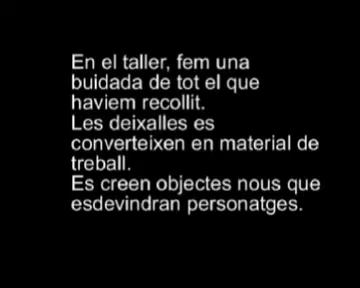 En el taller, fem una
buidada de tot el que
haviem recollit.
Les deixalles es
converteixen en material de
treball.
Es creen objectes nous que
esdevindran personatges.